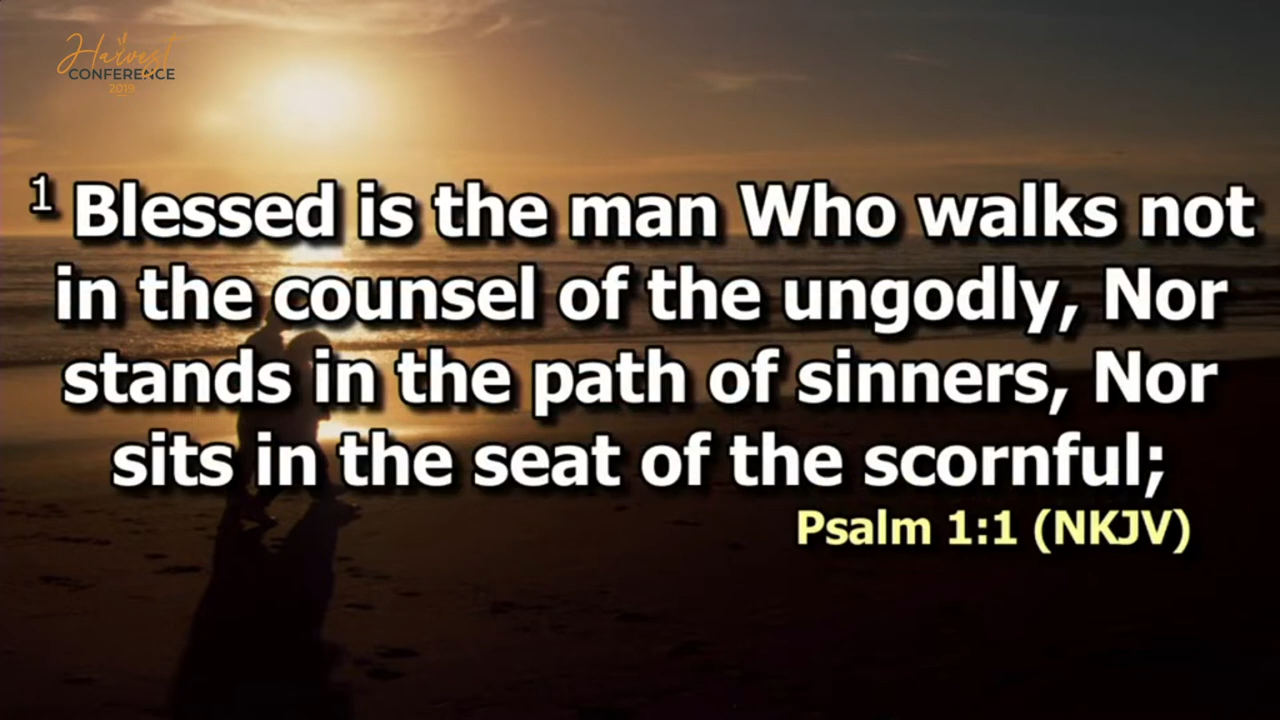 Harvest
CONFERENCE
2019
1 Blessed is the man Who walks not
in the counsel of the ungodly, Nor
stands in the path of sinners, Nor
sits in the seat of the scornful;
Psalm 1:1 (NKJV)